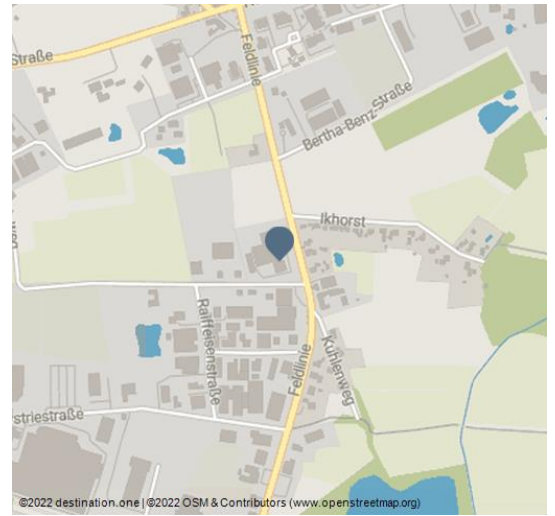 Straße
Feldlinie
Bertha-Benz-Straße
Ikhorst
weg
Raiffeisenstraße
Kuhlenweg
Feldlinie
striestraße
©2022 destination.one | ©2022 OSM & Contributors (www.openstreetmap.org)